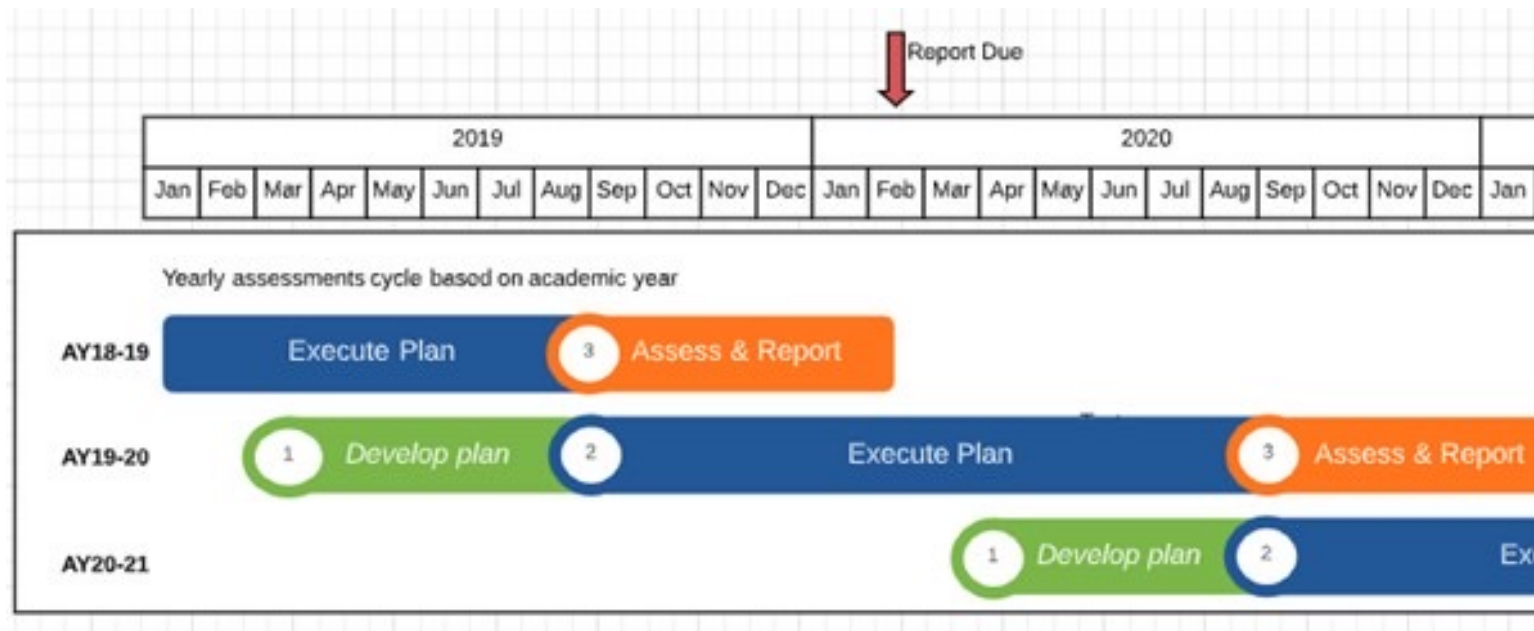 Report Due
2019 2020
Jan Feb Mar Apr May Jun Jul Aug Sep Oct Nov Dec Jan Feb Mar Apr May Jun Jul Aug Sep Oct Nov Dec Jan
Yearly assessments cycle based on academic year
AY18-19 Execute Plan 3 Assess & Report
AY19-20 1 Develop plan 2 Execute Plan 3 Assess & Report
AY20-21 1 Develop plan 2